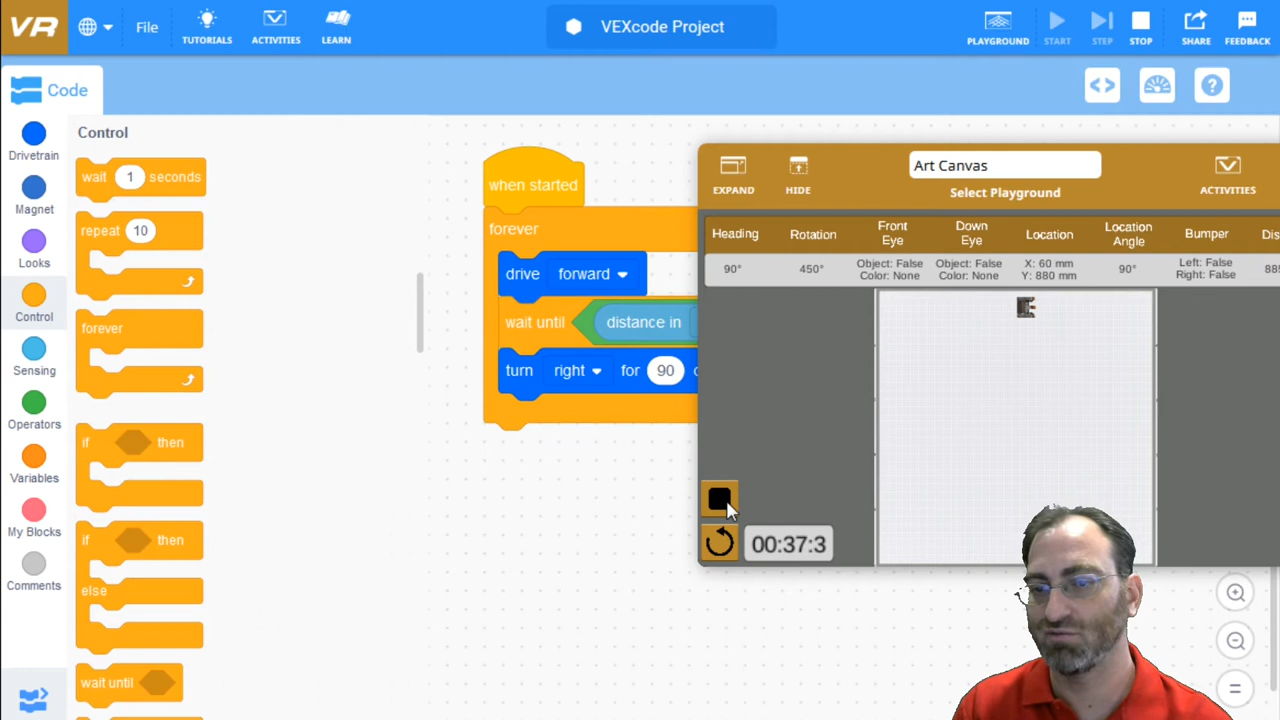 VR
File
TUTORIALS
ACTIVITIES
LEARN
VEXcode Project
PLAYGROUND
START
STEP
STOP
SHARE
FEEDBACK
Code
Drivetrain
Magnet
Looks
Control
Sensing
Operators
Variables
My Blocks
Comments
Control
wait 1 seconds
repeat 10
forever
if then
if then
else
wait until
when started
forever
drive forward
wait until distance in
turn right for 90
EXPAND
HIDE
Art Canvas
Select Playground
ACTIVITIES
Heading Rotation Front Eye Down Eye Location Location Angle Bumper
90° 450° Object: False Object: False X: 60 mm 90° Left: False
Color: None Color: None Y: 880 mm Right: False
00:37:3